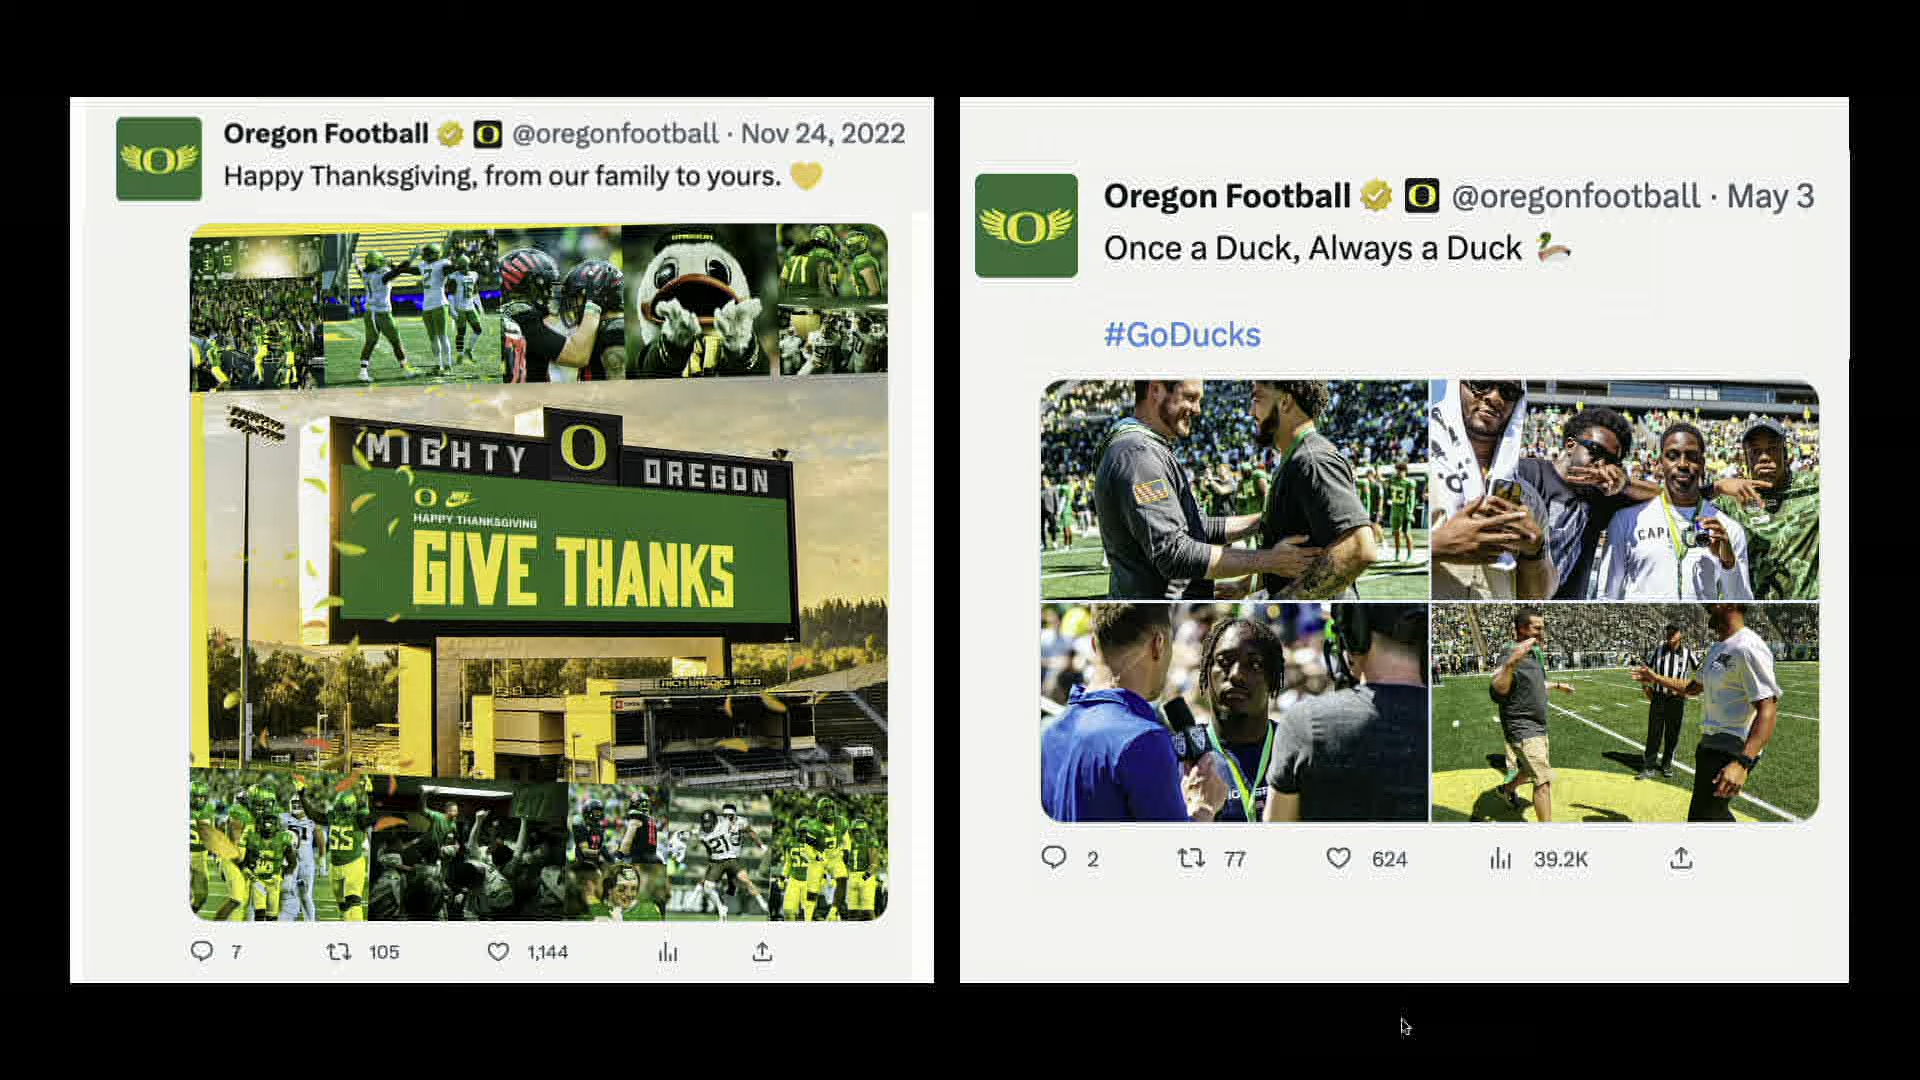 Oregon Football @oregonfootball · Nov 24, 2022
Happy Thanksgiving, from our family to yours. 💛
MIGHTY O OREGON
O
HAPPY THANKSGIVING
GIVE THANKS
7 105 1,144
Oregon Football @oregonfootball · May 3
Once a Duck, Always a Duck 🦆
#GoDucks
2 77 624 39.2K